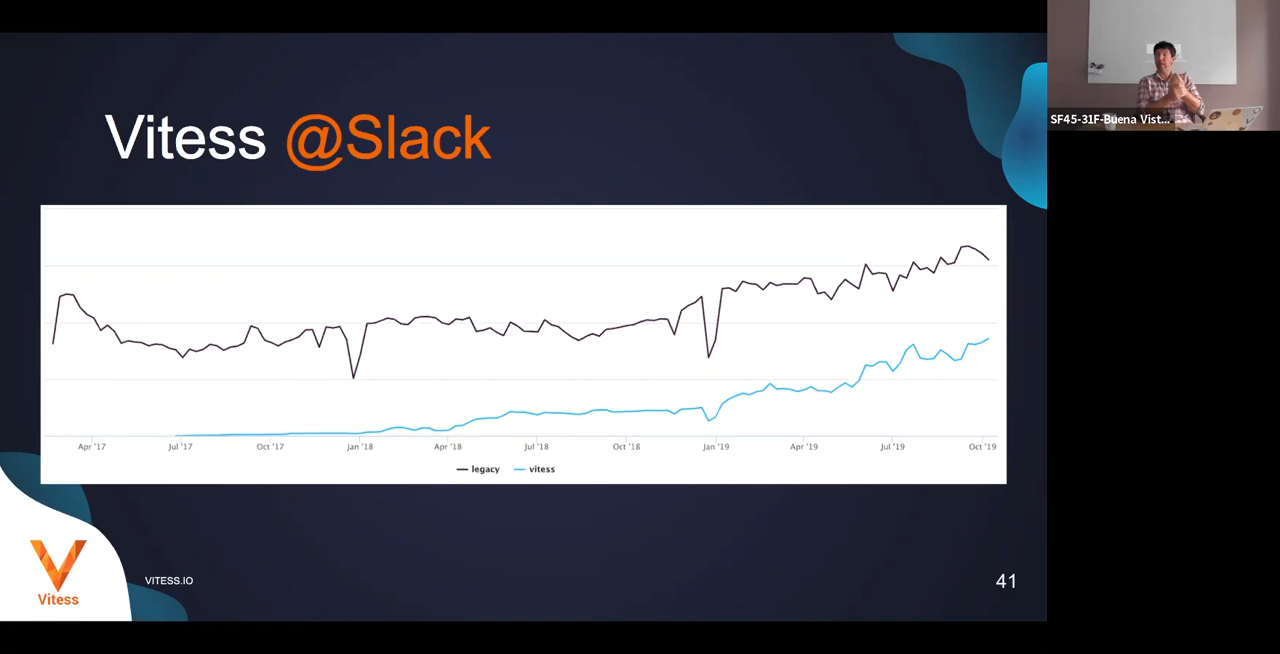 Vitess @Slack
Apr '17 Jul '17 Oct '17 Jan '18 Apr '18 Jul '18 Oct '18 Jan '19 Apr '19 Jul '19 Oct '19
legacy vitess
Vitess
VITESS.IO
41
SF45-31F-Buena Vist...